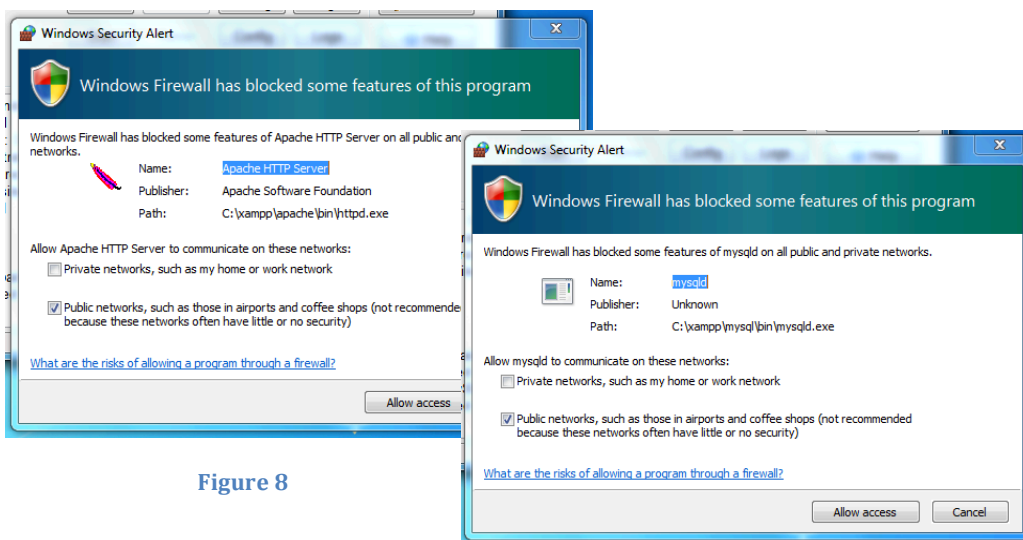 Windows Security Alert
Windows Firewall has blocked some features of this program
Windows Firewall has blocked some features of Apache HTTP Server on all public and
networks.
Name: Apache HTTP Server
Publisher: Apache Software Foundation
Path: C:\xampp\apache\bin\httpd.exe
Allow Apache HTTP Server to communicate on these networks:
Private networks, such as my home or work network
Public networks, such as those in airports and coffee shops (not recommende
because these networks often have little or no security)
What are the risks of allowing a program through a firewall?
Allow access
Windows Security Alert
Windows Firewall has blocked some features of this program
Windows Firewall has blocked some features of mysqld on all public and private networks.
Name: mysqld
Publisher: Unknown
Path: C:\xampp\mysql\bin\mysqld.exe
Allow mysqld to communicate on these networks:
Private networks, such as my home or work network
Public networks, such as those in airports and coffee shops (not recommended
because these networks often have little or no security)
What are the risks of allowing a program through a firewall?
Allow access Cancel
Figure 8